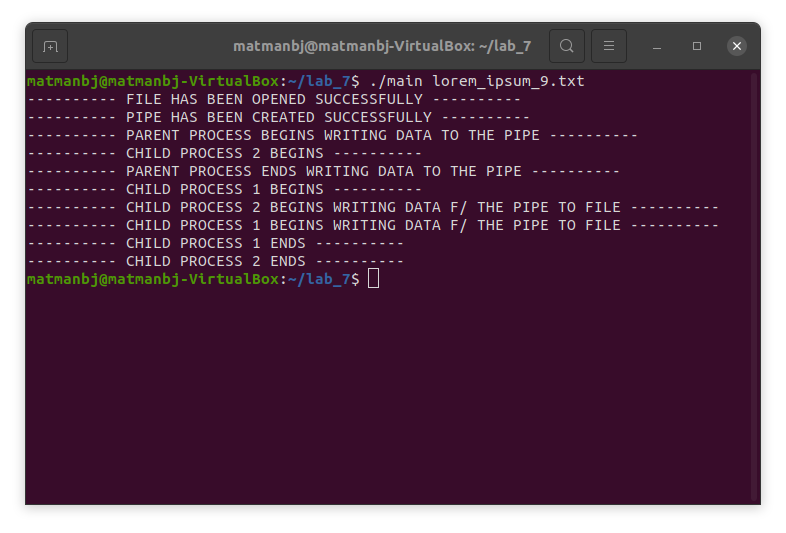 matmanbj@matmanbj-VirtualBox: ~/lab_7
matmanbj@matmanbj-VirtualBox:~/lab_7$ ./main lorem_ipsum_9.txt
---------- FILE HAS BEEN OPENED SUCCESSFULLY ----------
---------- PIPE HAS BEEN CREATED SUCCESSFULLY ----------
---------- PARENT PROCESS BEGINS WRITING DATA TO THE PIPE ----------
---------- CHILD PROCESS 2 BEGINS ----------
---------- PARENT PROCESS ENDS WRITING DATA TO THE PIPE ----------
---------- CHILD PROCESS 1 BEGINS ----------
---------- CHILD PROCESS 2 BEGINS WRITING DATA F/ THE PIPE TO FILE ----------
---------- CHILD PROCESS 1 BEGINS WRITING DATA F/ THE PIPE TO FILE ----------
---------- CHILD PROCESS 1 ENDS ----------
---------- CHILD PROCESS 2 ENDS ----------
matmanbj@matmanbj-VirtualBox:~/lab_7$